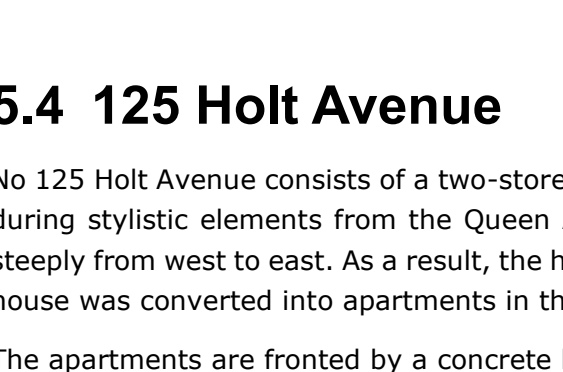 5.4 125 Holt Avenue
No 125 Holt Avenue consists of a two-store
during stylistic elements from the Queen
steeply from west to east. As a result, the h
house was converted into apartments in th
The apartments are fronted by a concrete